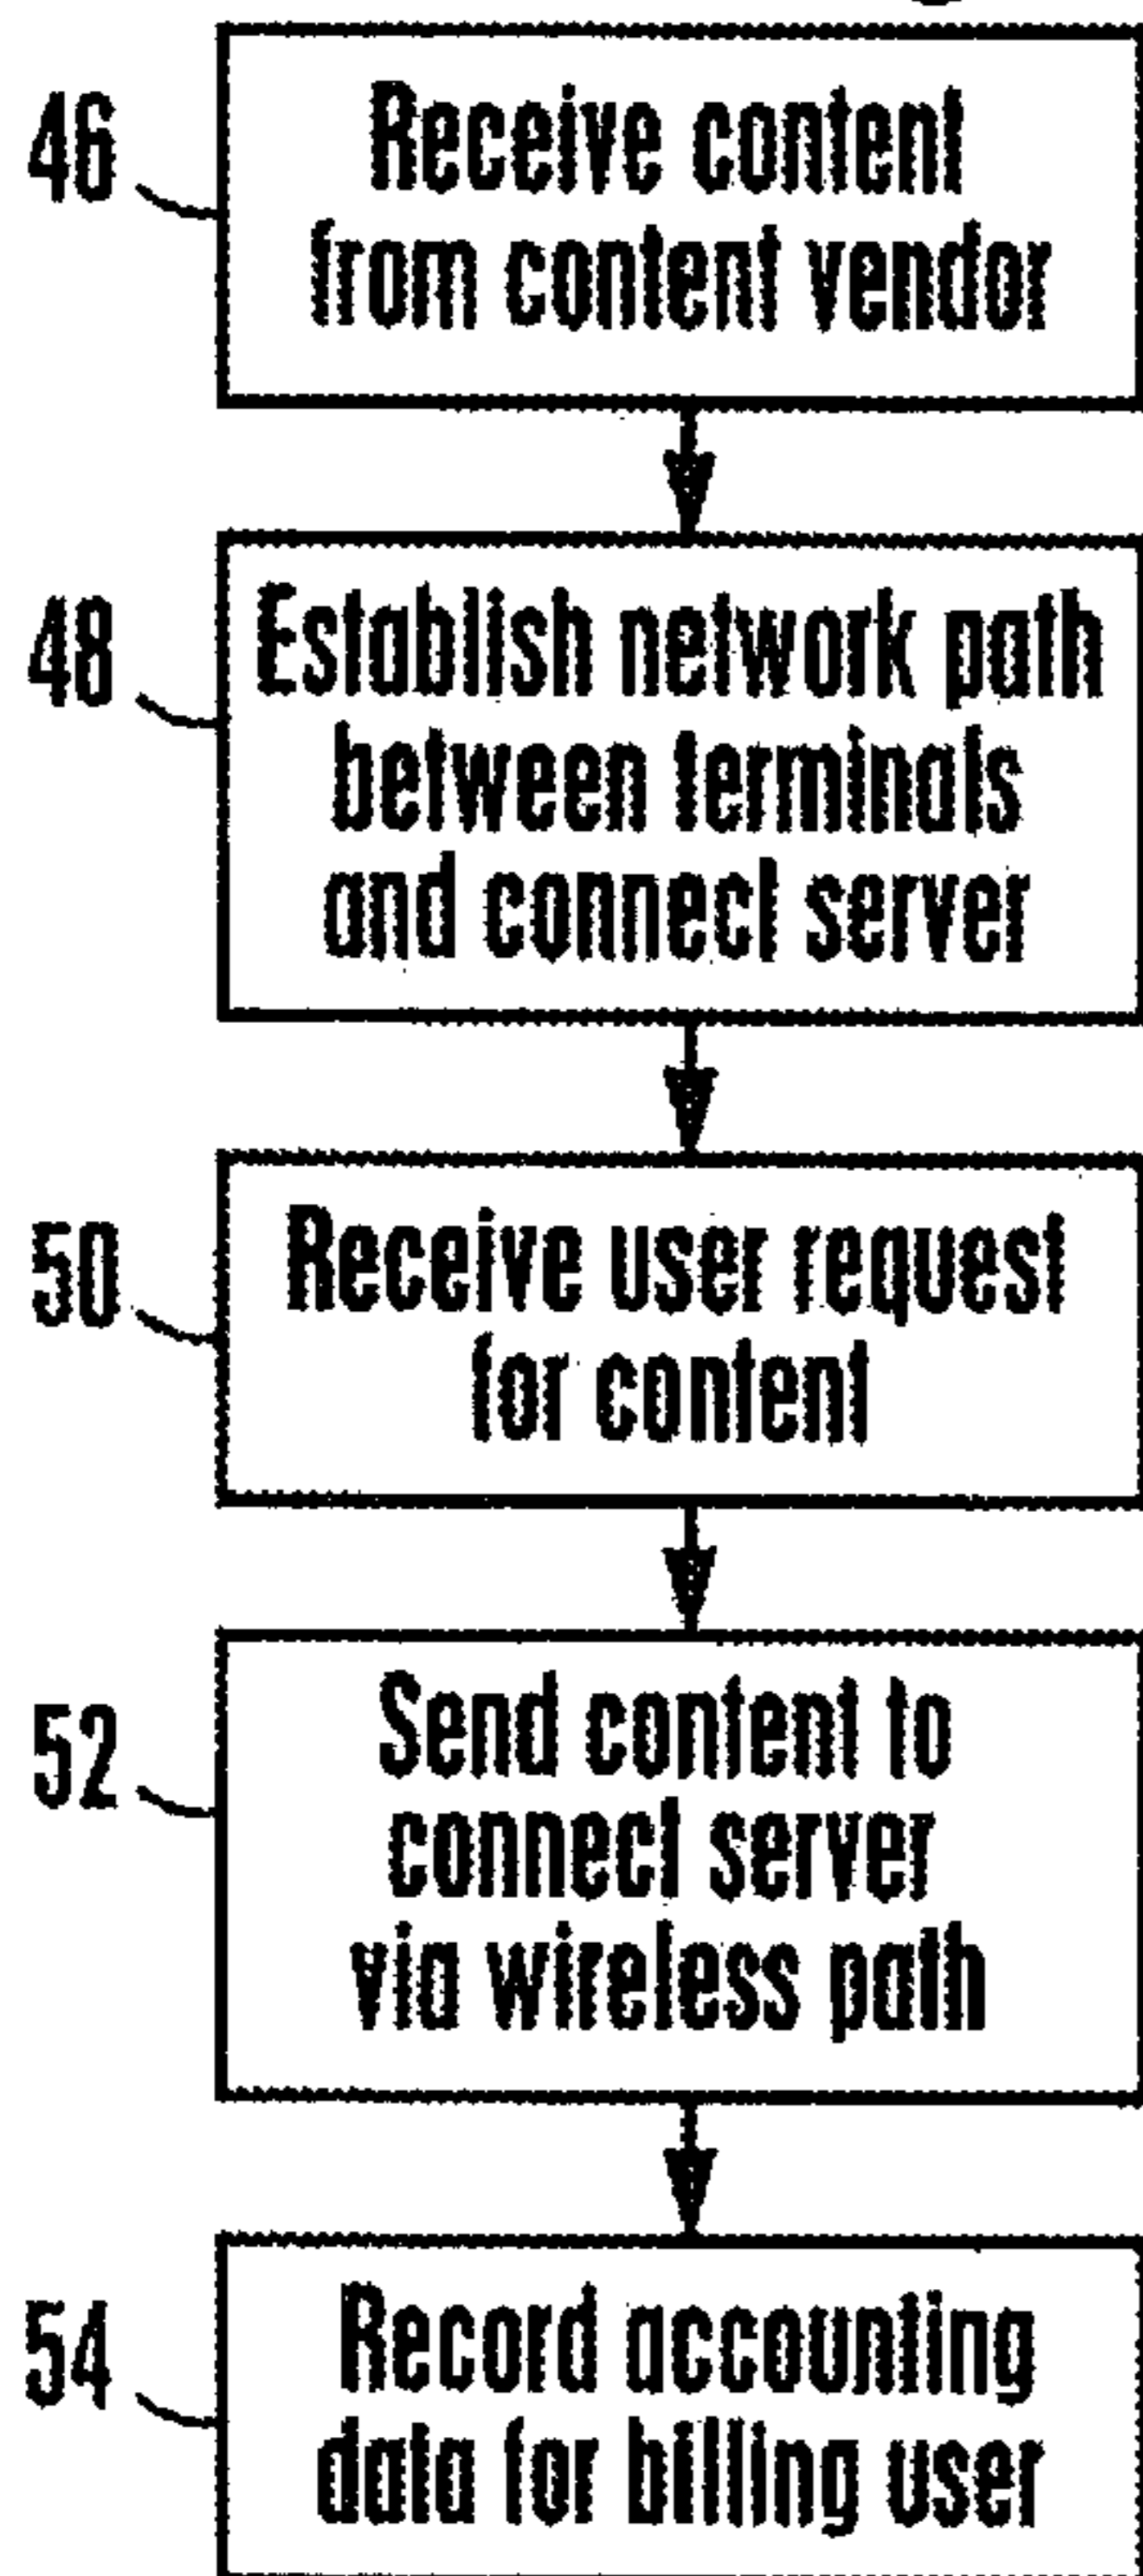 46
Receive content
from content vendor
48
Establish network path
between terminals
and connect server
50
Receive user request
for content
52
Send content to
connect server
via wireless path
54
Record accounting
data for billing user